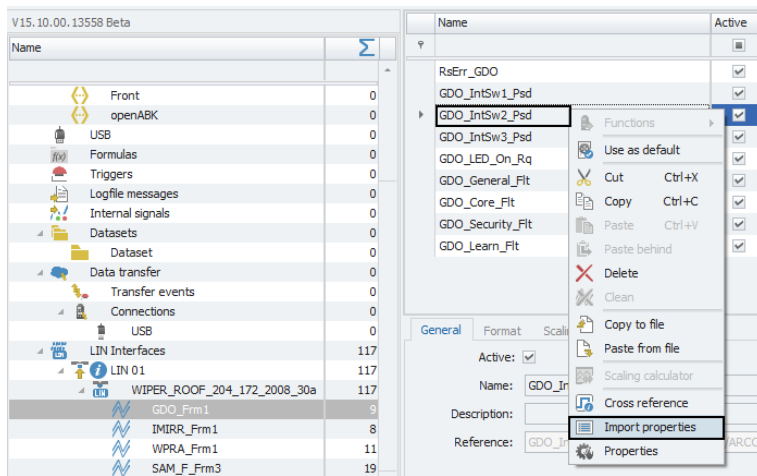 V15.10.00.13558 Beta
Name Σ
Front 0
openABK 0
USB 0
f(x) Formulas 0
Triggers 0
Logfile messages 0
Internal signals 0
Datasets 0
Dataset 0
Data transfer 0
Transfer events 0
Connections 0
USB 0
LIN Interfaces 117
LIN 01 117
LIN WIPER_ROOF_204_172_2008_30a 117
GDO_Frm1 9
IMIRR_Frm1 8
WPRA_Frm1 11
SAM_F_Frm3 19
Name Active
RsErr_GDO
GDO_IntSw1_Psd
GDO_IntSw2_Psd
GDO_IntSw3_Psd
GDO_LED_On_Rq
GDO_General_Flt
GDO_Core_Flt
GDO_Security_Flt
GDO_Learn_Flt
Functions
Use as default
Cut Ctrl+X
Copy Ctrl+C
Paste Ctrl+V
Paste behind
Delete
Clean
Copy to file
Paste from file
Scaling calculator
Cross reference
Import properties
Properties
General Format Scali
Active:
Name: GDO_In
Description:
Reference: GDO_In